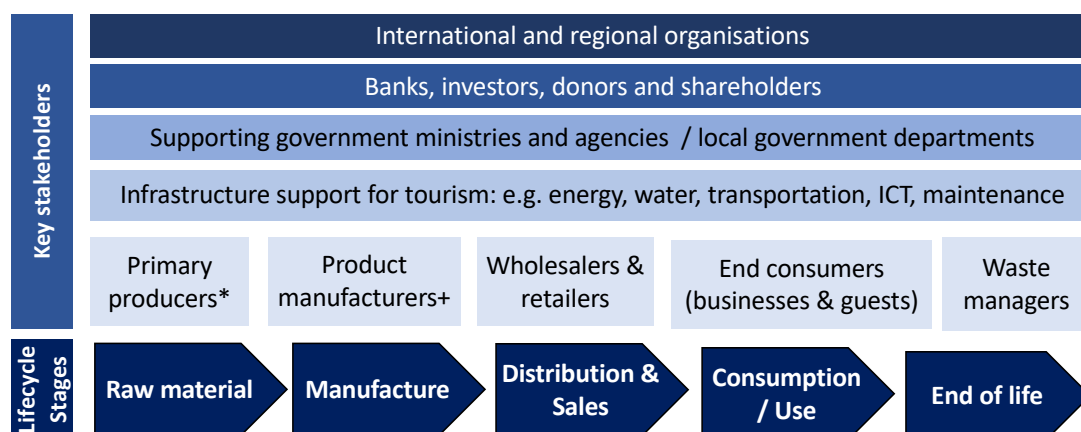 Key stakeholders
International and regional organisations
Banks, investors, donors and shareholders
Supporting government ministries and agencies / local government departments
Infrastructure support for tourism: e.g. energy, water, transportation, ICT, maintenance
Primary
producers*
Product
manufacturers+
Wholesalers &
retailers
End consumers
(businesses & guests)
Waste
managers
Lifecycle
Stages
Raw material
Manufacture
Distribution &
Sales
Consumption
/ Use
End of life